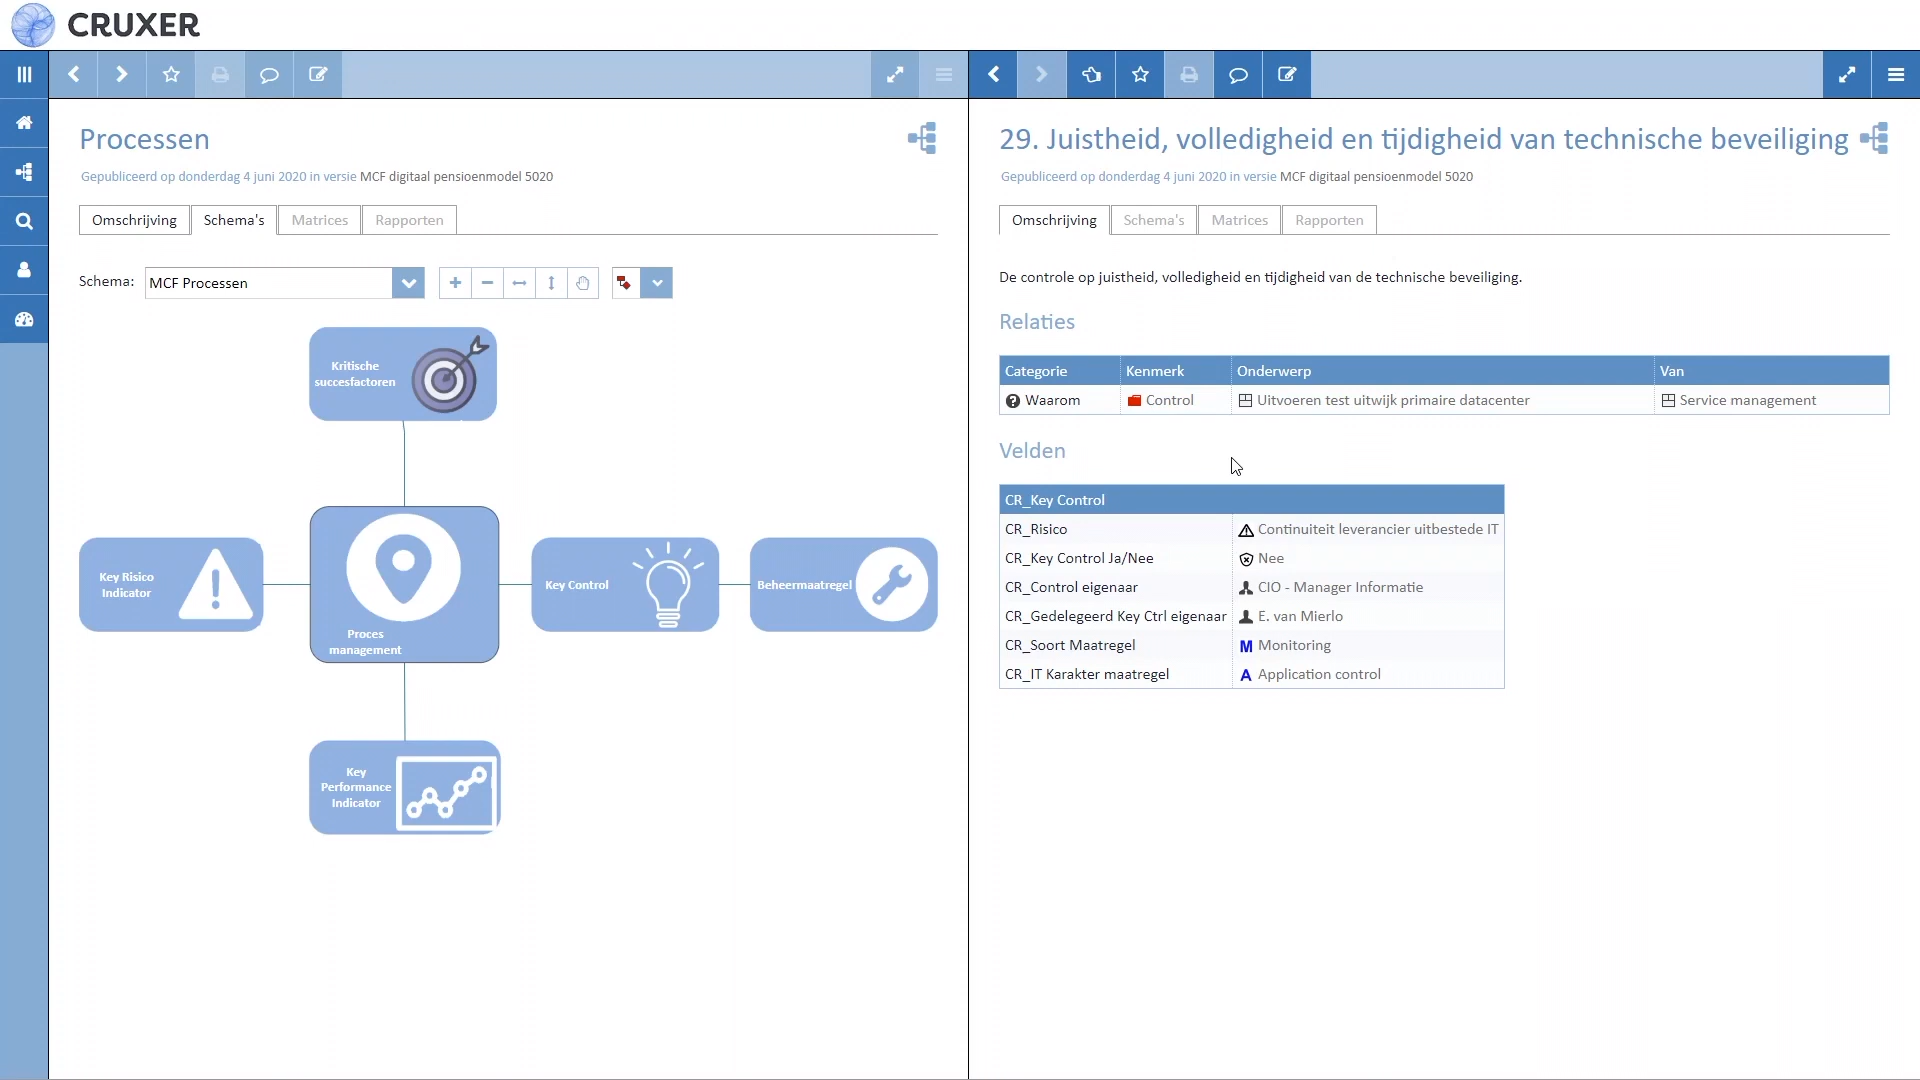 CRUXER
Processen
Gepubliceerd op donderdag 4 juni 2020 in versie MCF digitaal pensioenmodel 5020
Omschrijving Schema's Matrices Rapporten
Schema: MCF Processen
Kritische
succesfactoren
Key Risico
Indicator
Proces
management
Key Control
Beheermaatregel
Key
Performance
Indicator
29. Juistheid, volledigheid en tijdigheid van technische beveiliging
Gepubliceerd op donderdag 4 juni 2020 in versie MCF digitaal pensioenmodel 5020
Omschrijving Schema's Matrices Rapporten
De controle op juistheid, volledigheid en tijdigheid van de technische beveiliging.
Relaties
Categorie Kenmerk Onderwerp Van
Waarom Control Uitvoeren test uitwijk primaire datacenter Service management
Velden
CR_Key Control
CR_Risico Continuiteit leverancier uitbestede IT
CR_Key Control Ja/Nee Nee
CR_Control eigenaar CIO - Manager Informatie
CR_Gedelegeerd Key Ctrl eigenaar E. van Mierlo
CR_Soort Maatregel M Monitoring
CR_IT Karakter maatregel A Application control